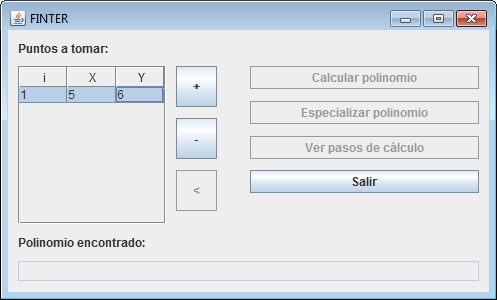 FINTER
Puntos a tomar:
i X Y
1 5 6
+
-
<
Calcular polinomio
Especializar polinomio
Ver pasos de cálculo
Salir
Polinomio encontrado: